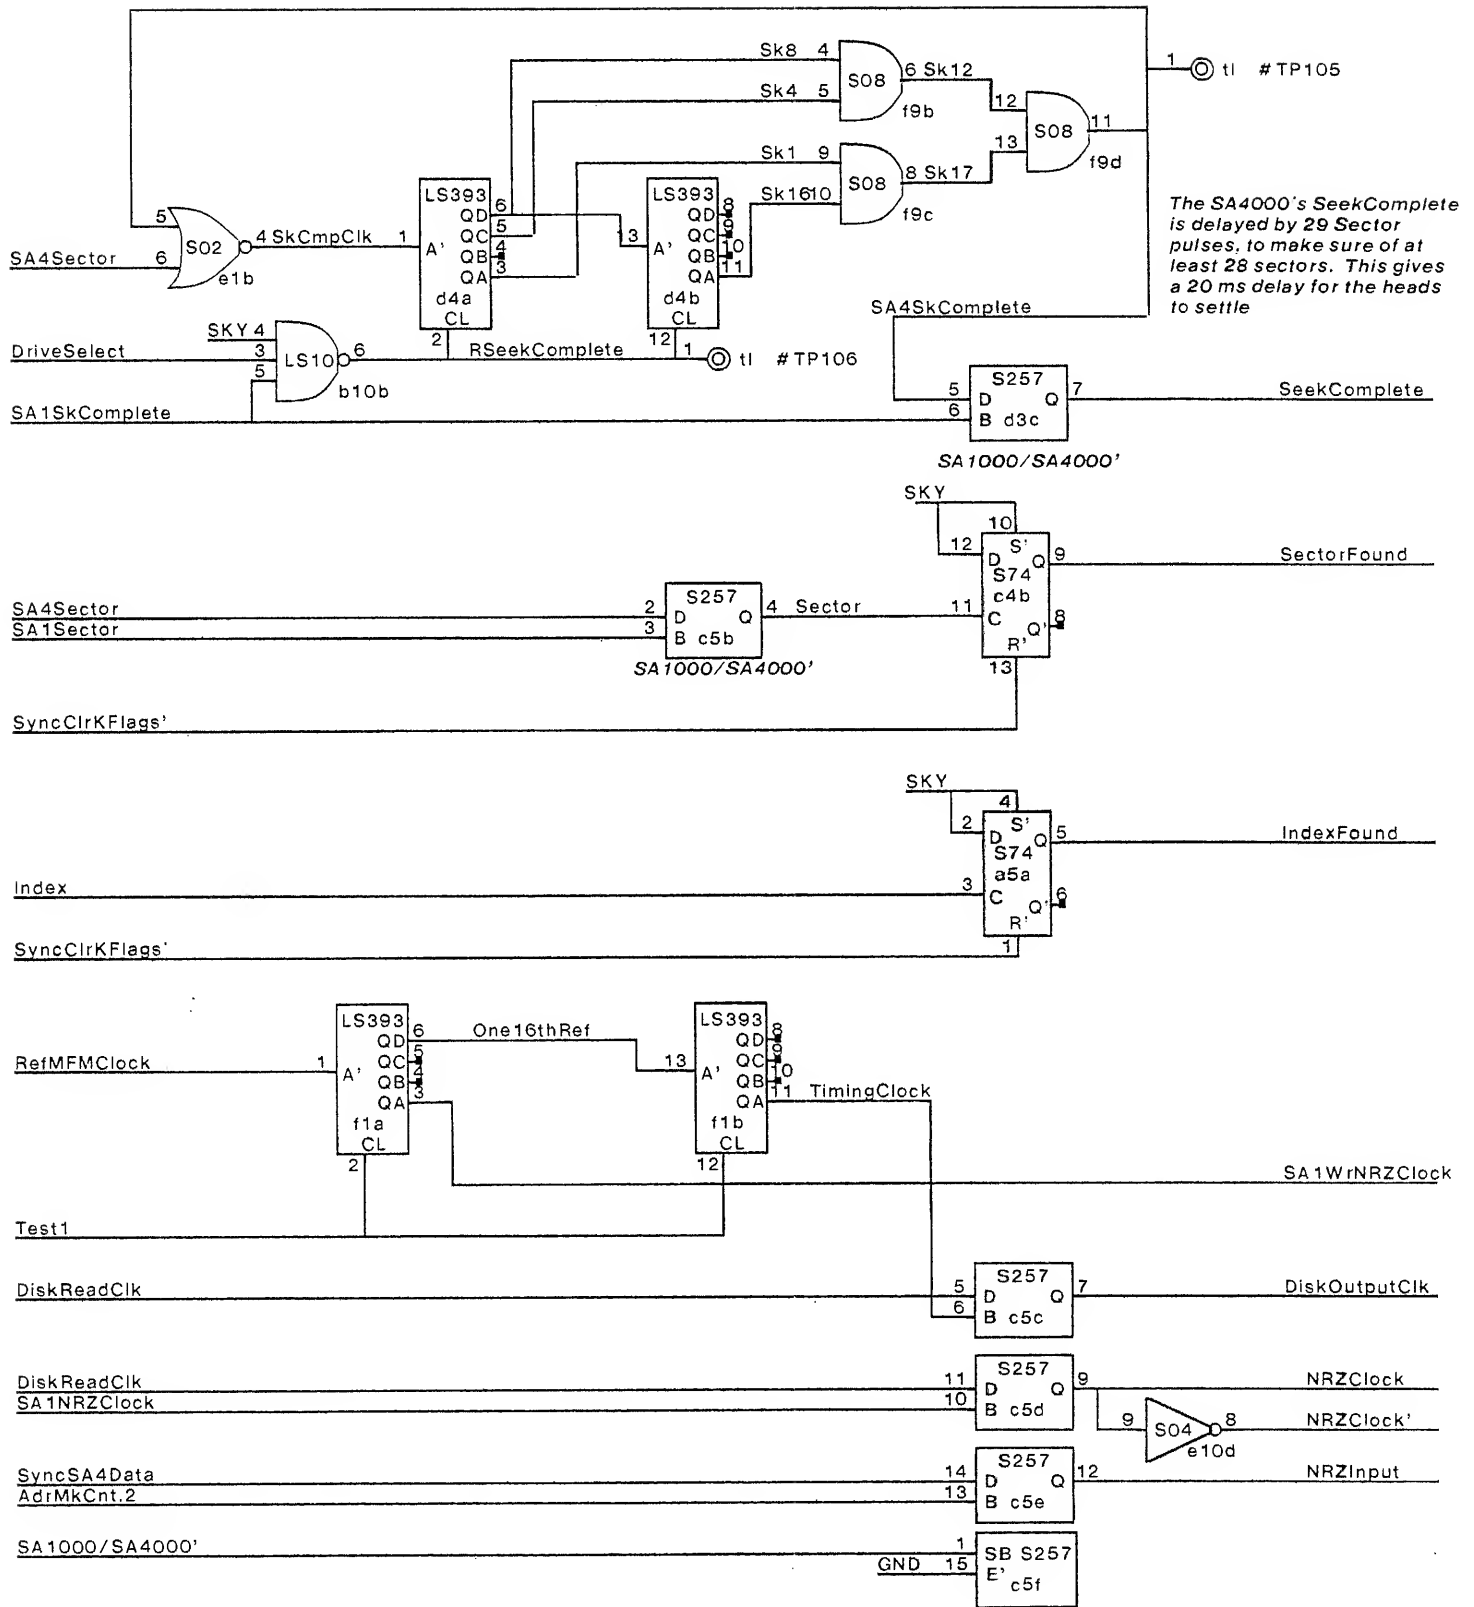 Sk8 4
S08
6 Sk12
Sk4 5
f9b
12
S08
11
13
f9d
1
tl #TP105
Sk1 9
S08
8 Sk17
Sk16 10
f9c
The SA4000's SeekComplete
is delayed by 29 Sector
pulses, to make sure of at
least 28 sectors. This gives
a 20 ms delay for the heads
to settle
5
S02
4 SkCmpClk
SA4Sector
6
e1b
1
LS393
A'
QD 6
QC 5
QB 4
QA 3
d4a
CL
2
13
LS393
A'
QD 8
QC 9
QB 10
QA 11
d4b
CL
12
SKY 4
DriveSelect
3
LS10
6
5
b10b
RSeekComplete
1
tl #TP106
SA4SkComplete
SA1SkComplete
5
6
S257
D Q
B d3c
7
SeekComplete
SA1000/SA4000'
SKY
10
12
S'
D Q
S74
c4b
C
Q'
R'
9
8
11
13
SectorFound
SA4Sector
SA1Sector
2
3
S257
D Q
B c5b
4
Sector
SA1000/SA4000'
SyncClrKFlags'
SKY
4
2
S'
D Q
S74
a5a
C
Q'
R'
5
6
3
1
IndexFound
Index
SyncClrKFlags'
RefMFMClock
1
LS393
A'
QD 6
QC 5
QB 4
QA 3
f1a
CL
2
One16thRef
13
LS393
A'
QD 8
QC 9
QB 10
QA 11
f1b
CL
12
TimingClock
SA1WrNRZClock
Test1
DiskReadClk
5
6
S257
D Q
B c5c
7
DiskOutputClk
DiskReadClk
SA1NRZClock
11
10
S257
D Q
B c5d
9
NRZClock
9
S04
8
e10d
NRZClock'
SyncSA4Data
AdrMkCnt.2
14
13
S257
D Q
B c5e
12
NRZInput
SA1000/SA4000'
1
GND 15
SB S257
E'
c5f